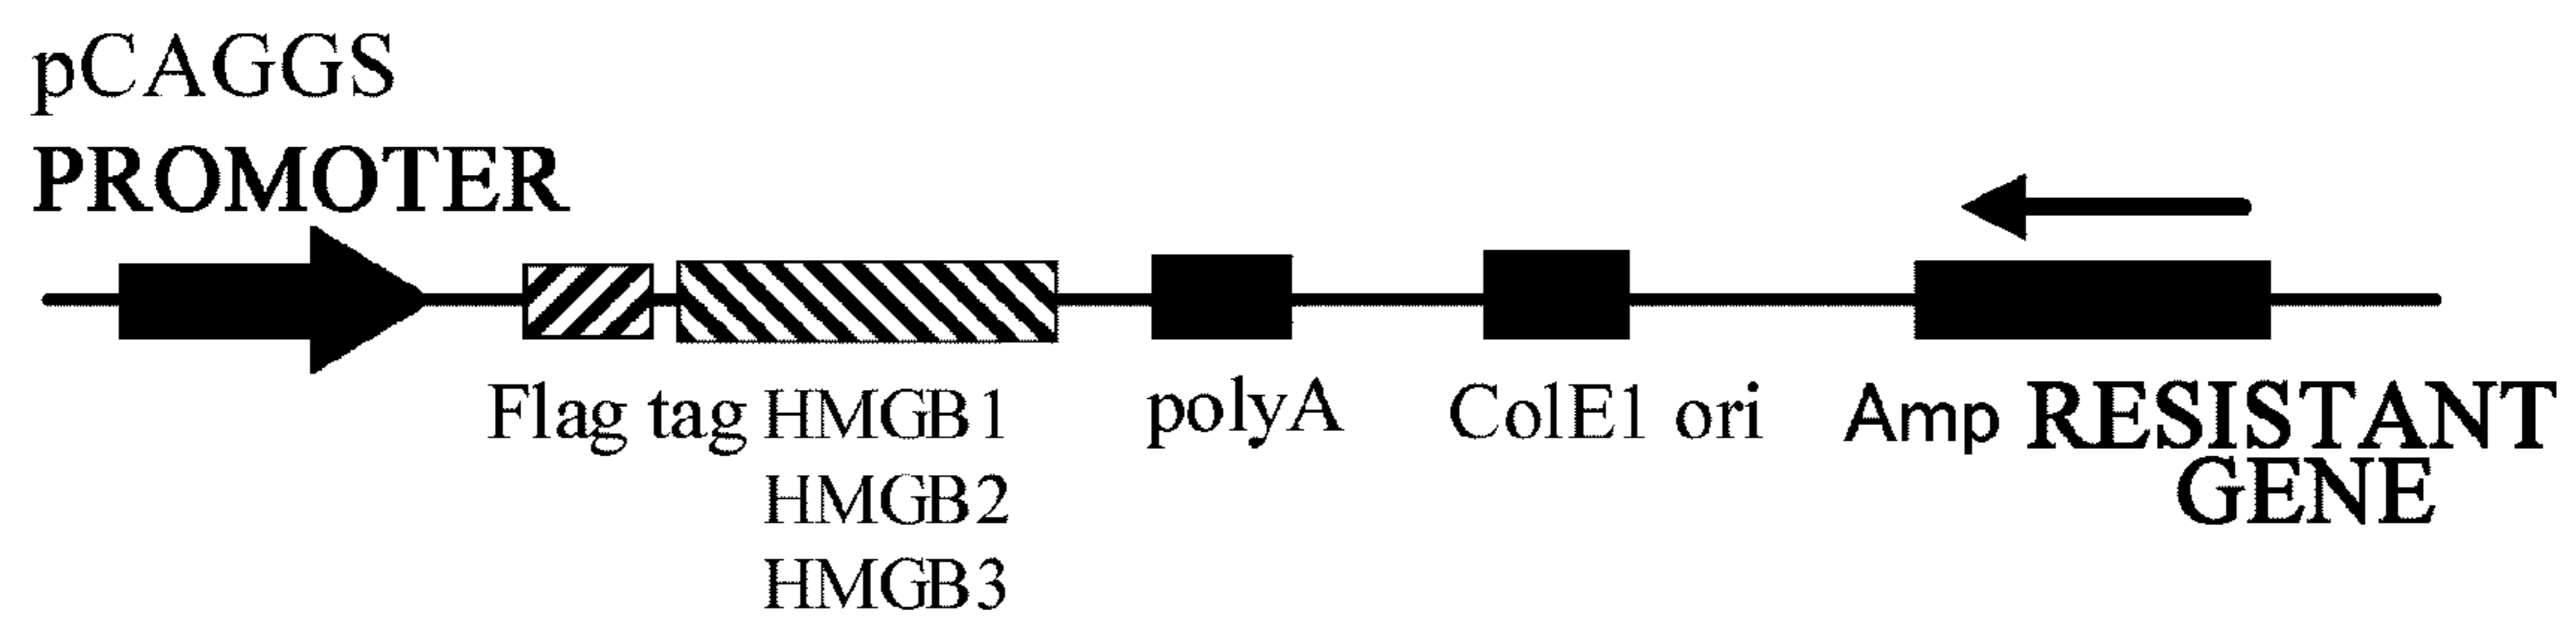 pCAGGS
PROMOTER
Flag tag HMGB1
HMGB2
HMGB3
polyA
ColE1 ori
Amp RESISTANT
GENE